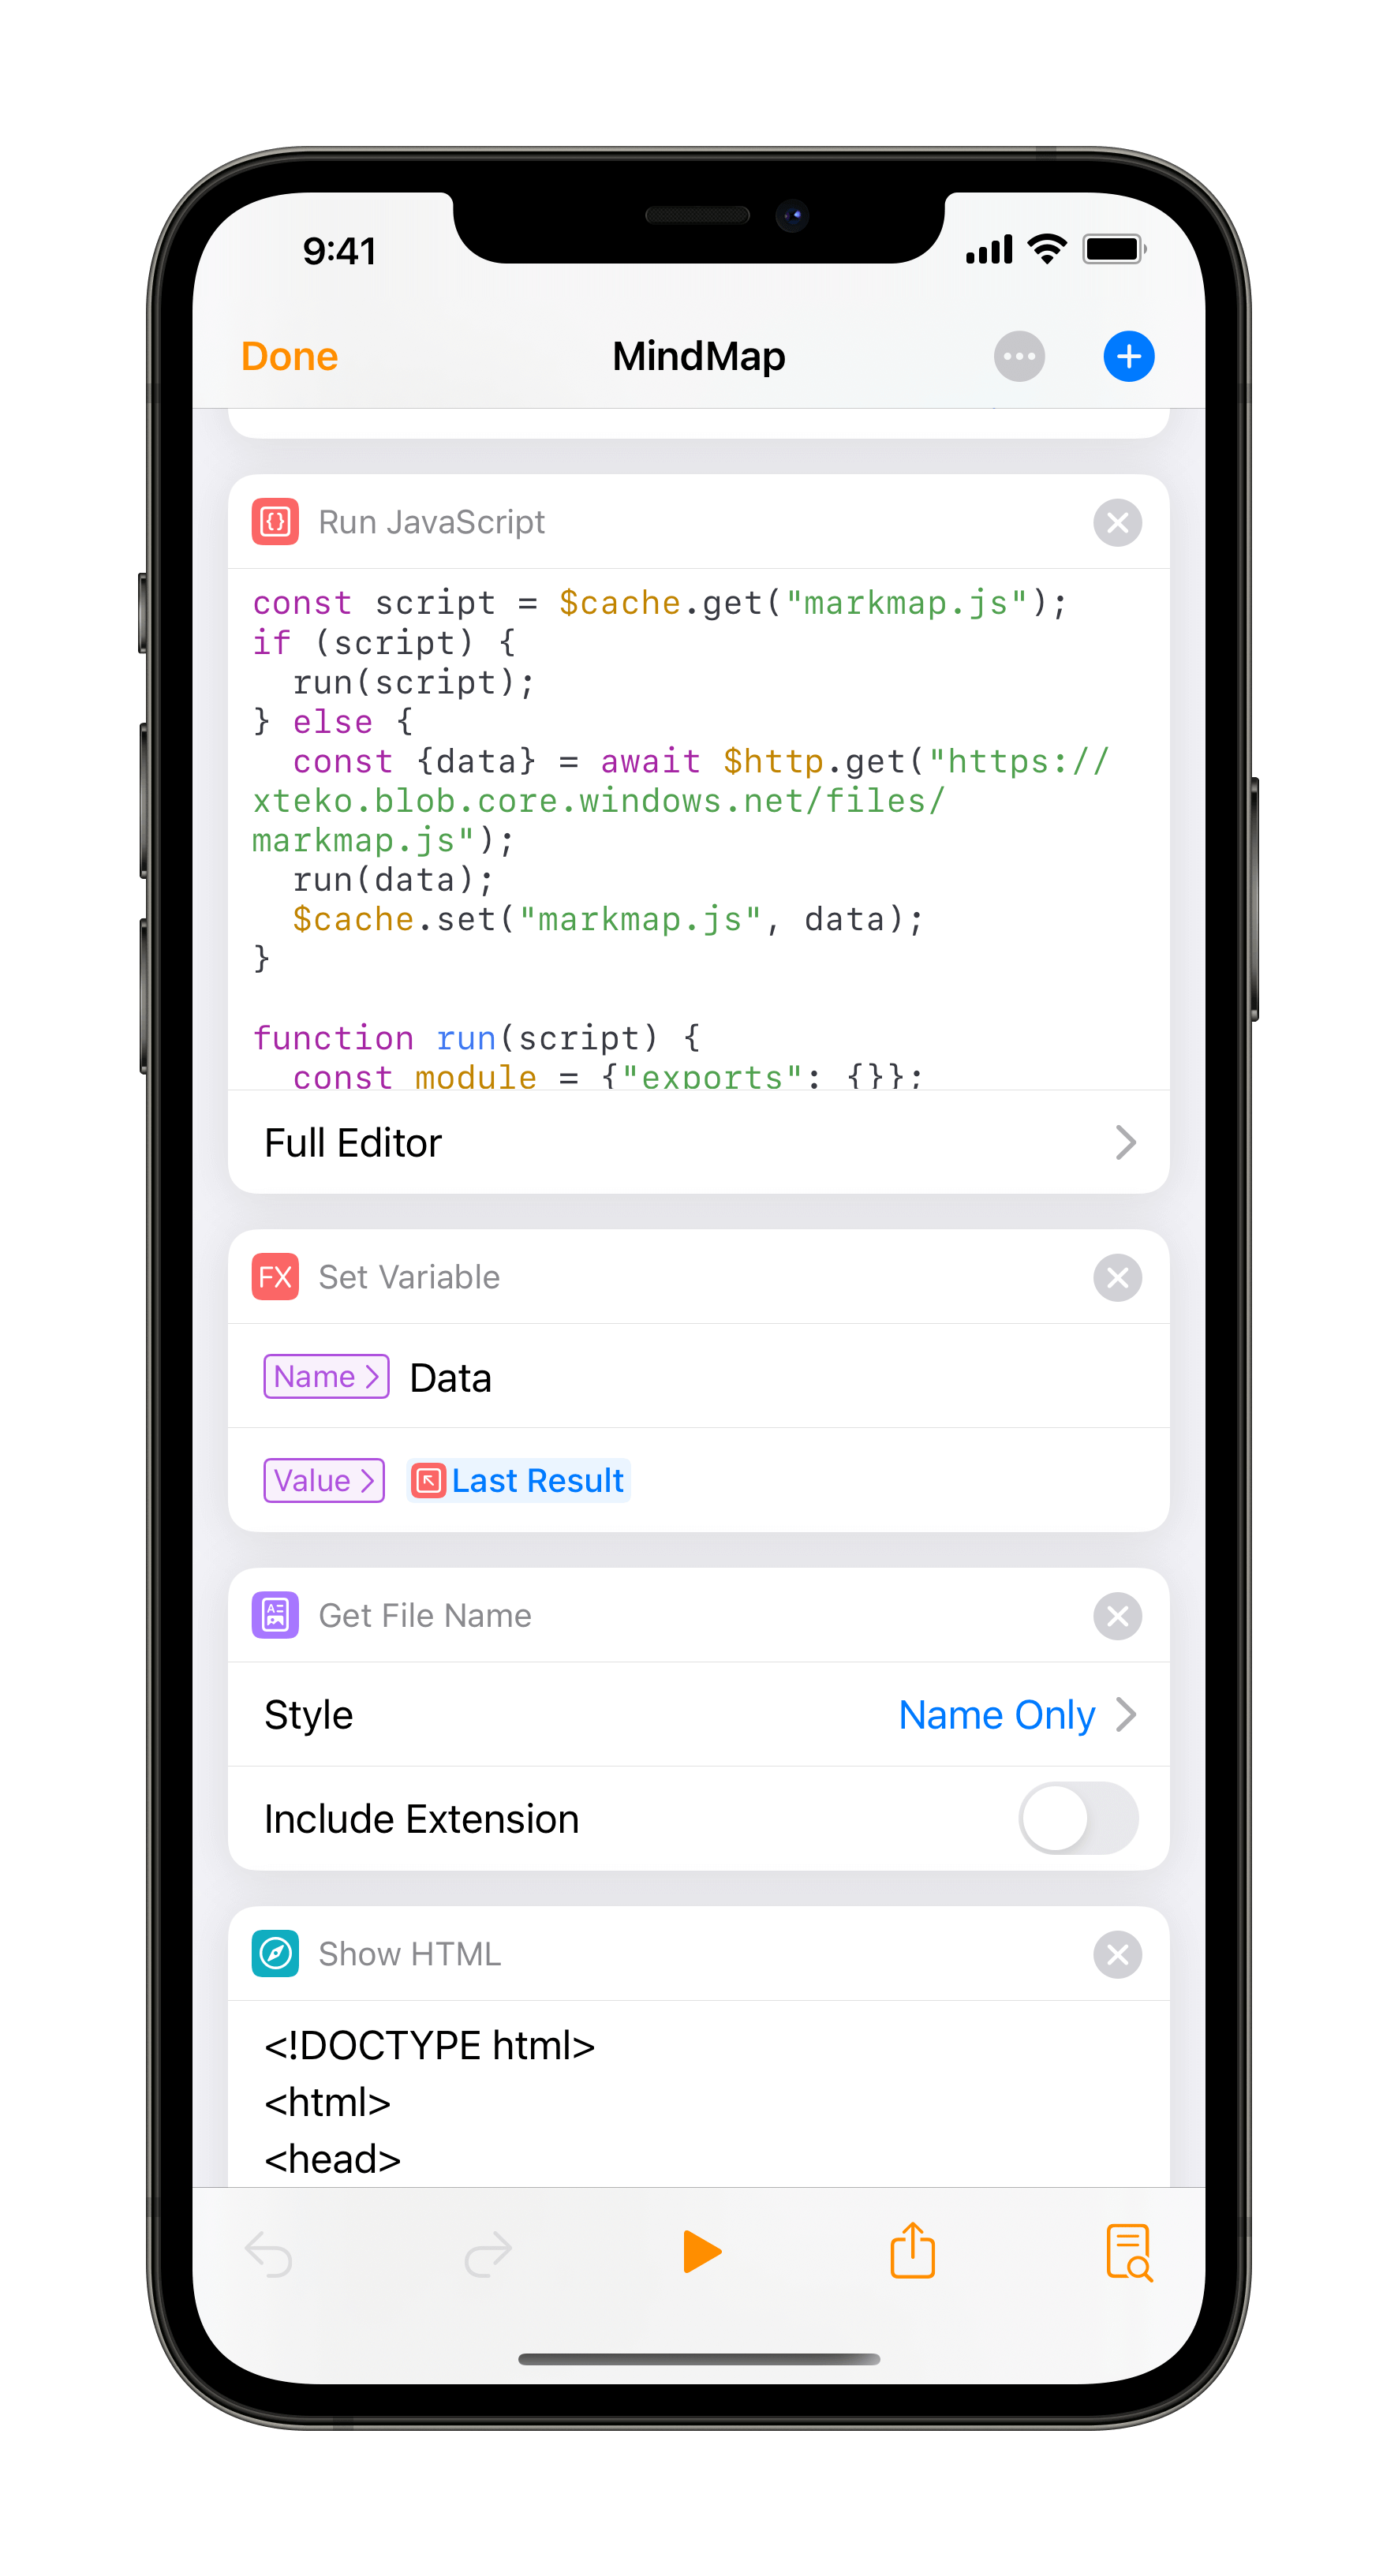 9:41
Done MindMap
Run JavaScript
const script = $cache.get("markmap.js");
if (script) {
  run(script);
} else {
  const {data} = await $http.get("https://
xteko.blob.core.windows.net/files/
markmap.js");
  run(data);
  $cache.set("markmap.js", data);
}
function run(script) {
  const module = {"exports": {}};
Full Editor
FX Set Variable
Name Data
Value Last Result
Get File Name
Style Name Only
Include Extension
Show HTML
<!DOCTYPE html>
<html>
<head>